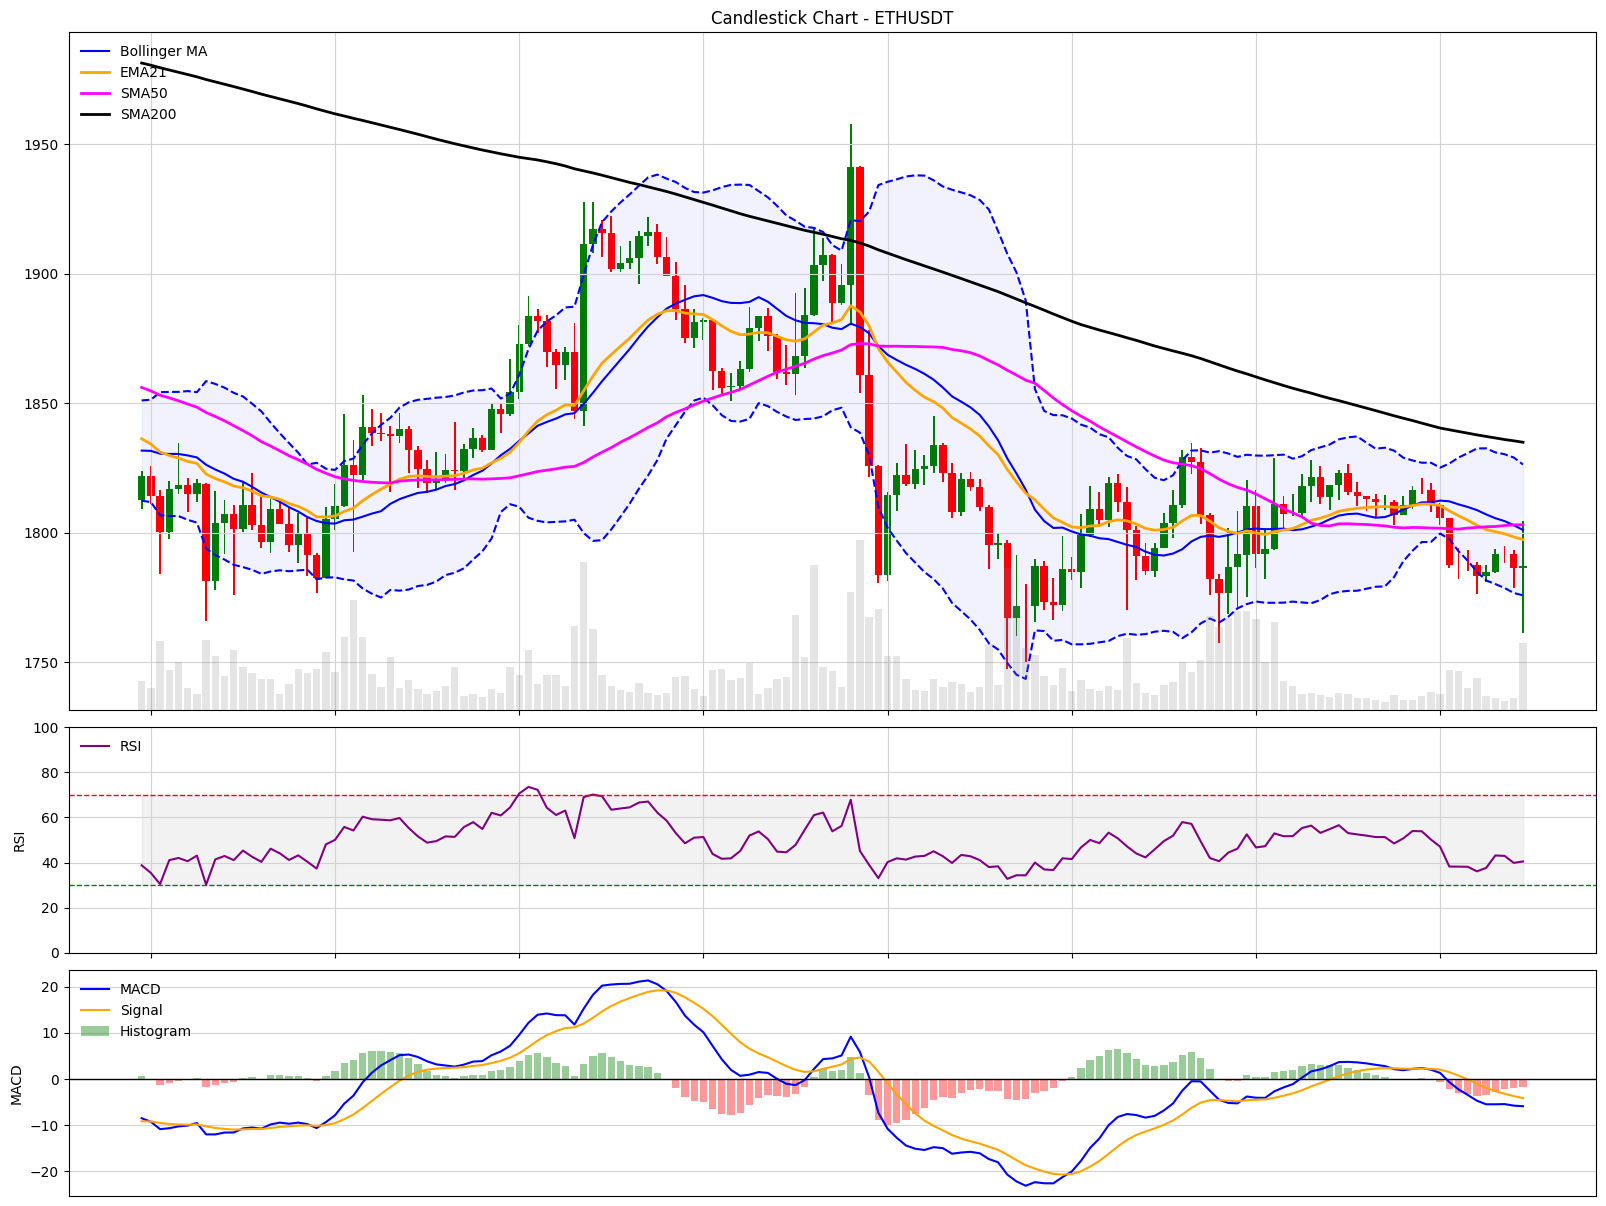 Candlestick Chart - ETHUSDT
Bollinger MA
EMA21
SMA50
SMA200
1950
1900
1850
1800
1750
RSI
100
80
60
40
20
0
RSI
MACD
Signal
Histogram
20
10
0
−10
−20
MACD